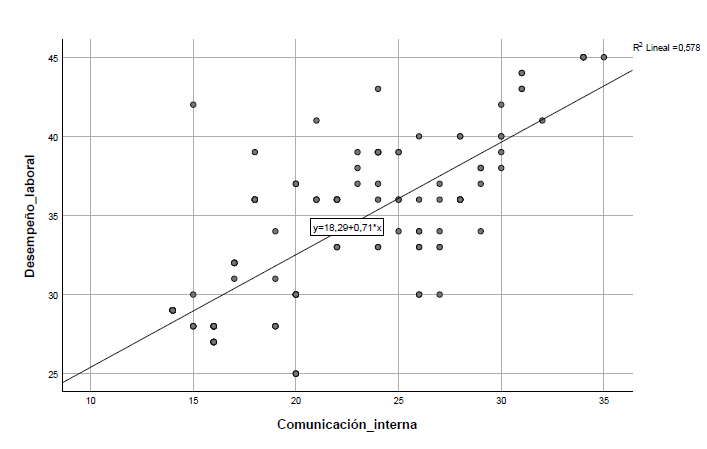 R² Lineal =0,578
45
40
35
30
25
Desempeño_laboral
y=18,29+0,71*x
10 15 20 25 30 35
Comunicación_interna